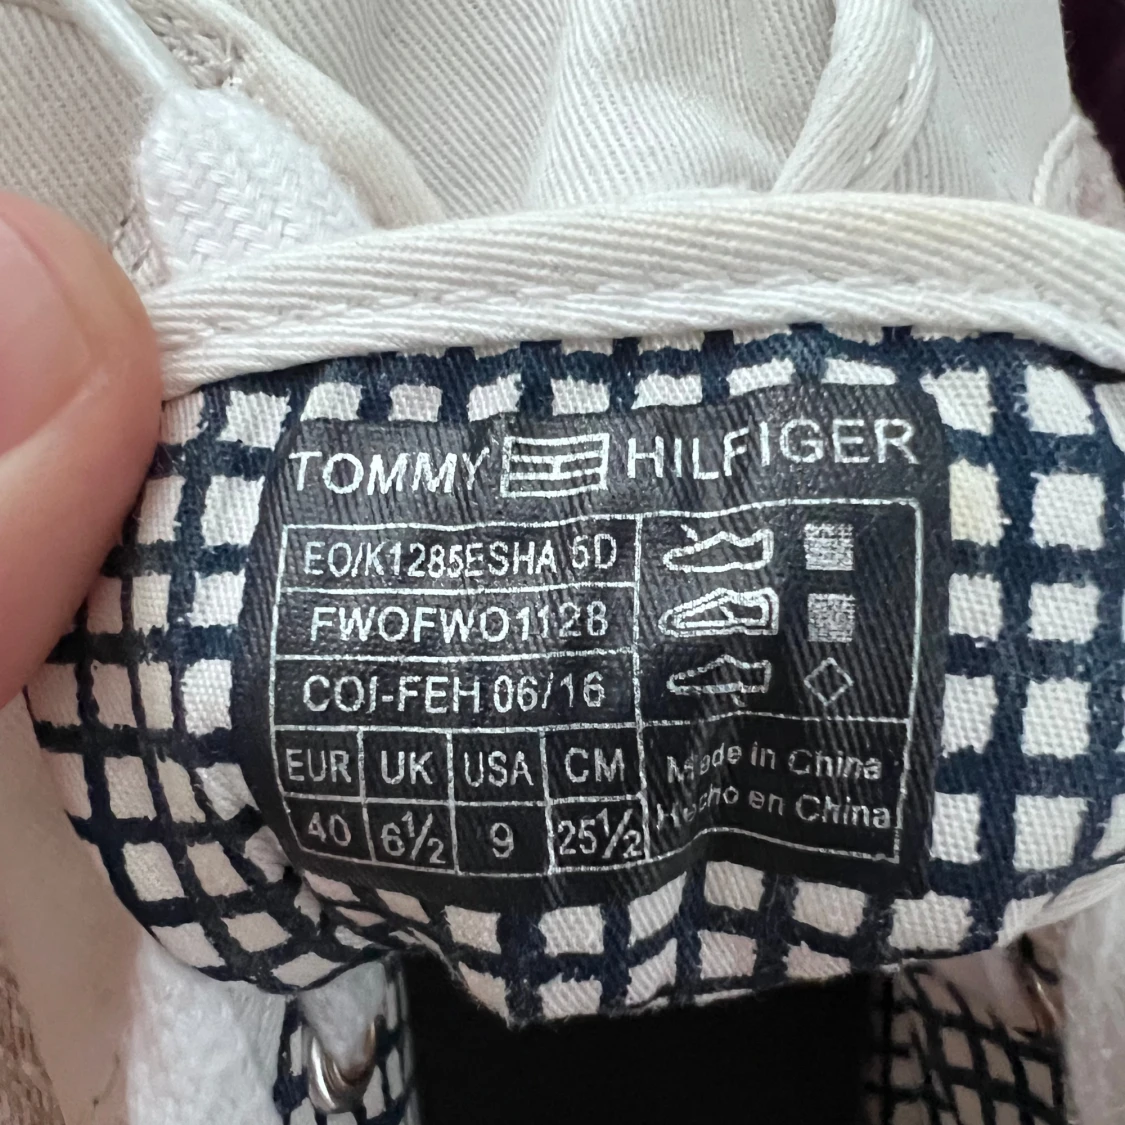 TOMMY HILFIGER
EO/K1285ESHA 5D
FWOFWO1128
COI-FEH 06/16
EUR UK USA CM
40 6½ 9 25½
Made in China
Hecho en China